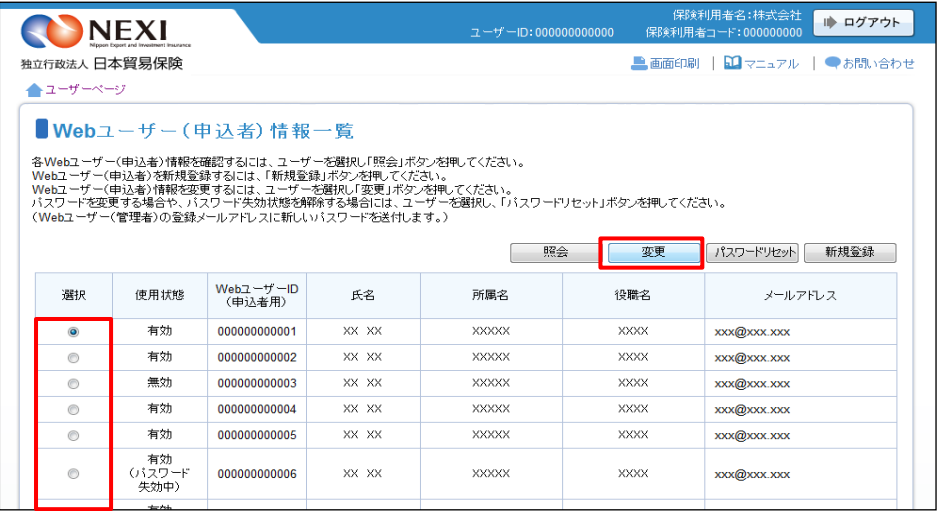 NEXI
Nippon Export and Investment Insurance
独立行政法人 日本貿易保険
ユーザーID:000000000000
保険利用者名:株式会社
保険利用者コード:000000000
ログアウト
画面印刷 | マニュアル | お問い合わせ
ユーザーページ
Webユーザー(申込者)情報一覧
各Webユーザー(申込者)情報を確認するには、ユーザーを選択し「照会」ボタンを押してください。
Webユーザー(申込者)を新規登録するには、「新規登録」ボタンを押してください。
Webユーザー(申込者)情報を変更するには、ユーザーを選択し「変更」ボタンを押してください。
パスワードを変更する場合や、パスワード失効状態を解除する場合には、ユーザーを選択し、「パスワードリセット」ボタンを押してください。
(Webユーザー(管理者)の登録メールアドレスに新しいパスワードを送付します。)
照会 変更 パスワードリセット 新規登録
選択 使用状態 WebユーザーID 氏名 所属名 役職名 メールアドレス
(申込者用)
有効 000000000001 XX XX XXXXX XXXX xxx@xxx.xxx
有効 000000000002 XX XX XXXXX XXXX xxx@xxx.xxx
無効 000000000003 XX XX XXXXX XXXX xxx@xxx.xxx
有効 000000000004 XX XX XXXXX XXXX xxx@xxx.xxx
有効 000000000005 XX XX XXXXX XXXX xxx@xxx.xxx
有効
(パスワード 000000000006 XX XX XXXXX XXXX xxx@xxx.xxx
失効中)